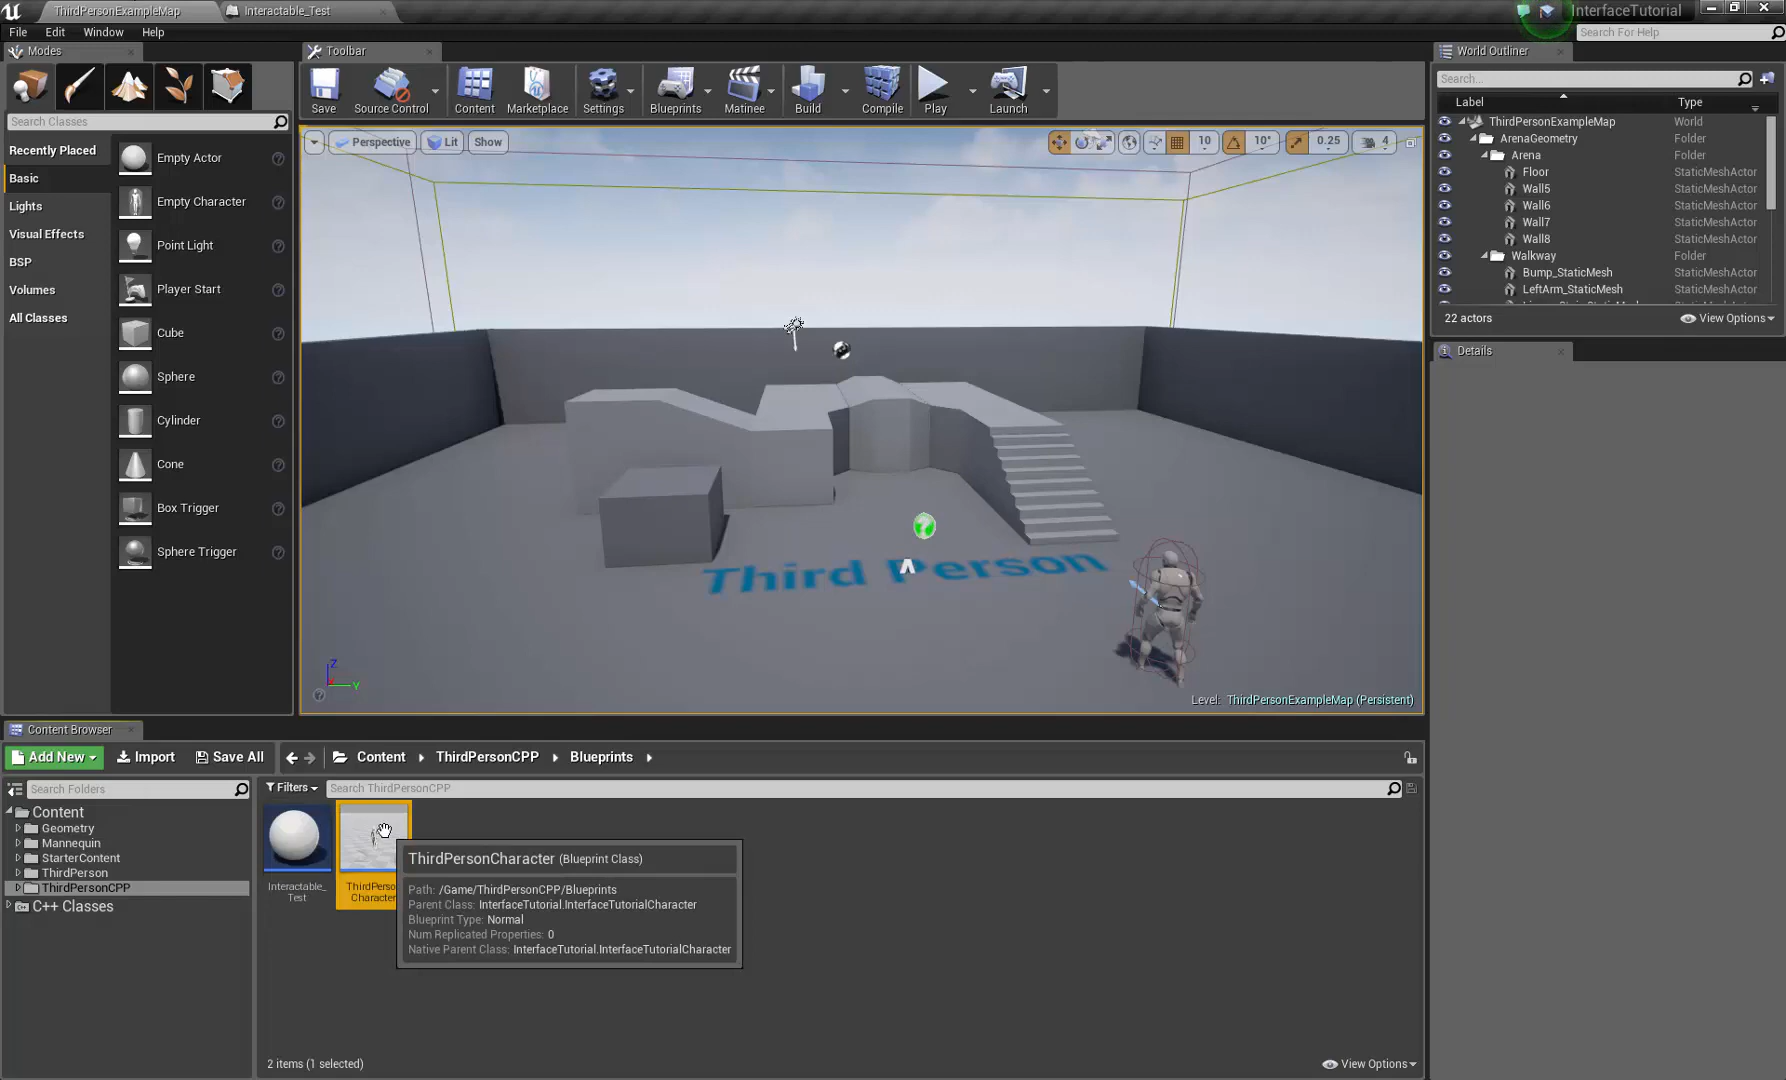 ThirdPersonExampleMap
Interactable_Test
InterfaceTutorial
File Edit Window Help
Search For Help
Modes
Toolbar
World Outliner
Save
Source Control
Content
Marketplace
Settings
Blueprints
Matinee
Build
Compile
Play
Launch
Search...
Search Classes
Label
Type
Recently Placed
Basic
Lights
Visual Effects
BSP
Volumes
All Classes
Empty Actor
Empty Character
Point Light
Player Start
Cube
Sphere
Cylinder
Cone
Box Trigger
Sphere Trigger
Perspective
Lit
Show
10
10°
0.25
4
ThirdPersonExampleMap World
ArenaGeometry Folder
Arena Folder
Floor StaticMeshActor
Wall5 StaticMeshActor
Wall6 StaticMeshActor
Wall7 StaticMeshActor
Wall8 StaticMeshActor
Walkway Folder
Bump_StaticMesh StaticMeshActor
LeftArm_StaticMesh StaticMeshActor
22 actors
View Options
Details
Third Person
Z
Y
Level: ThirdPersonExampleMap (Persistent)
Content Browser
Add New
Import
Save All
Content
ThirdPersonCPP
Blueprints
Search Folders
Filters
Search ThirdPersonCPP
Content
Geometry
Mannequin
StarterContent
ThirdPerson
ThirdPersonCPP
C++ Classes
Interactable_
Test
ThirdPerso
Character
ThirdPersonCharacter (Blueprint Class)
Path: /Game/ThirdPersonCPP/Blueprints
Parent Class: InterfaceTutorial.InterfaceTutorialCharacter
Blueprint Type: Normal
Num Replicated Properties: 0
Native Parent Class: InterfaceTutorial.InterfaceTutorialCharacter
2 items (1 selected)
View Options